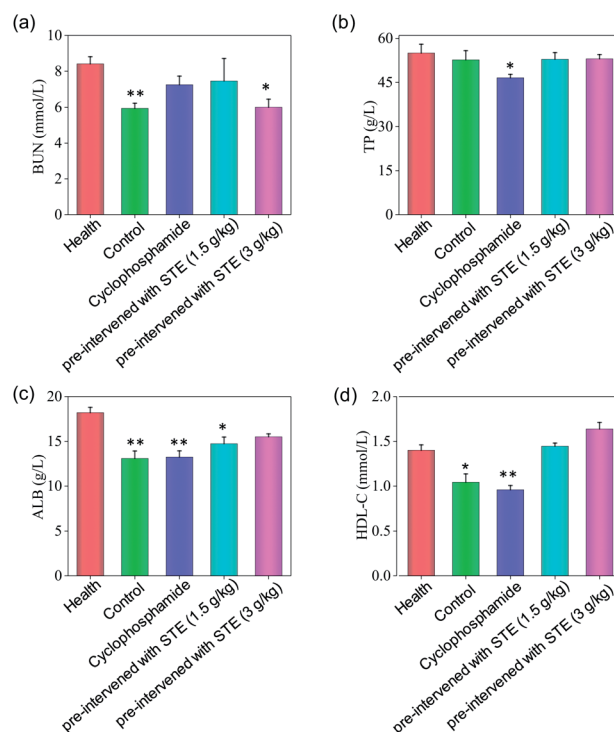 (a)
BUN (mmol/L)
10
8
6
4
2
0
**
*
Health
Control
Cyclophosphamide
pre-intervened with STE (1.5 g/kg)
pre-intervened with STE (3 g/kg)
(b)
TP (g/L)
60
45
30
15
0
*
Health
Control
Cyclophosphamide
pre-intervened with STE (1.5 g/kg)
pre-intervened with STE (3 g/kg)
(c)
ALB (g/L)
20
15
10
5
0
**
**
*
Health
Control
Cyclophosphamide
pre-intervened with STE (1.5 g/kg)
pre-intervened with STE (3 g/kg)
(d)
HDL-C (mmol/L)
2.0
1.5
1.0
0.5
0.0
*
**
Health
Control
Cyclophosphamide
pre-intervened with STE (1.5 g/kg)
pre-intervened with STE (3 g/kg)